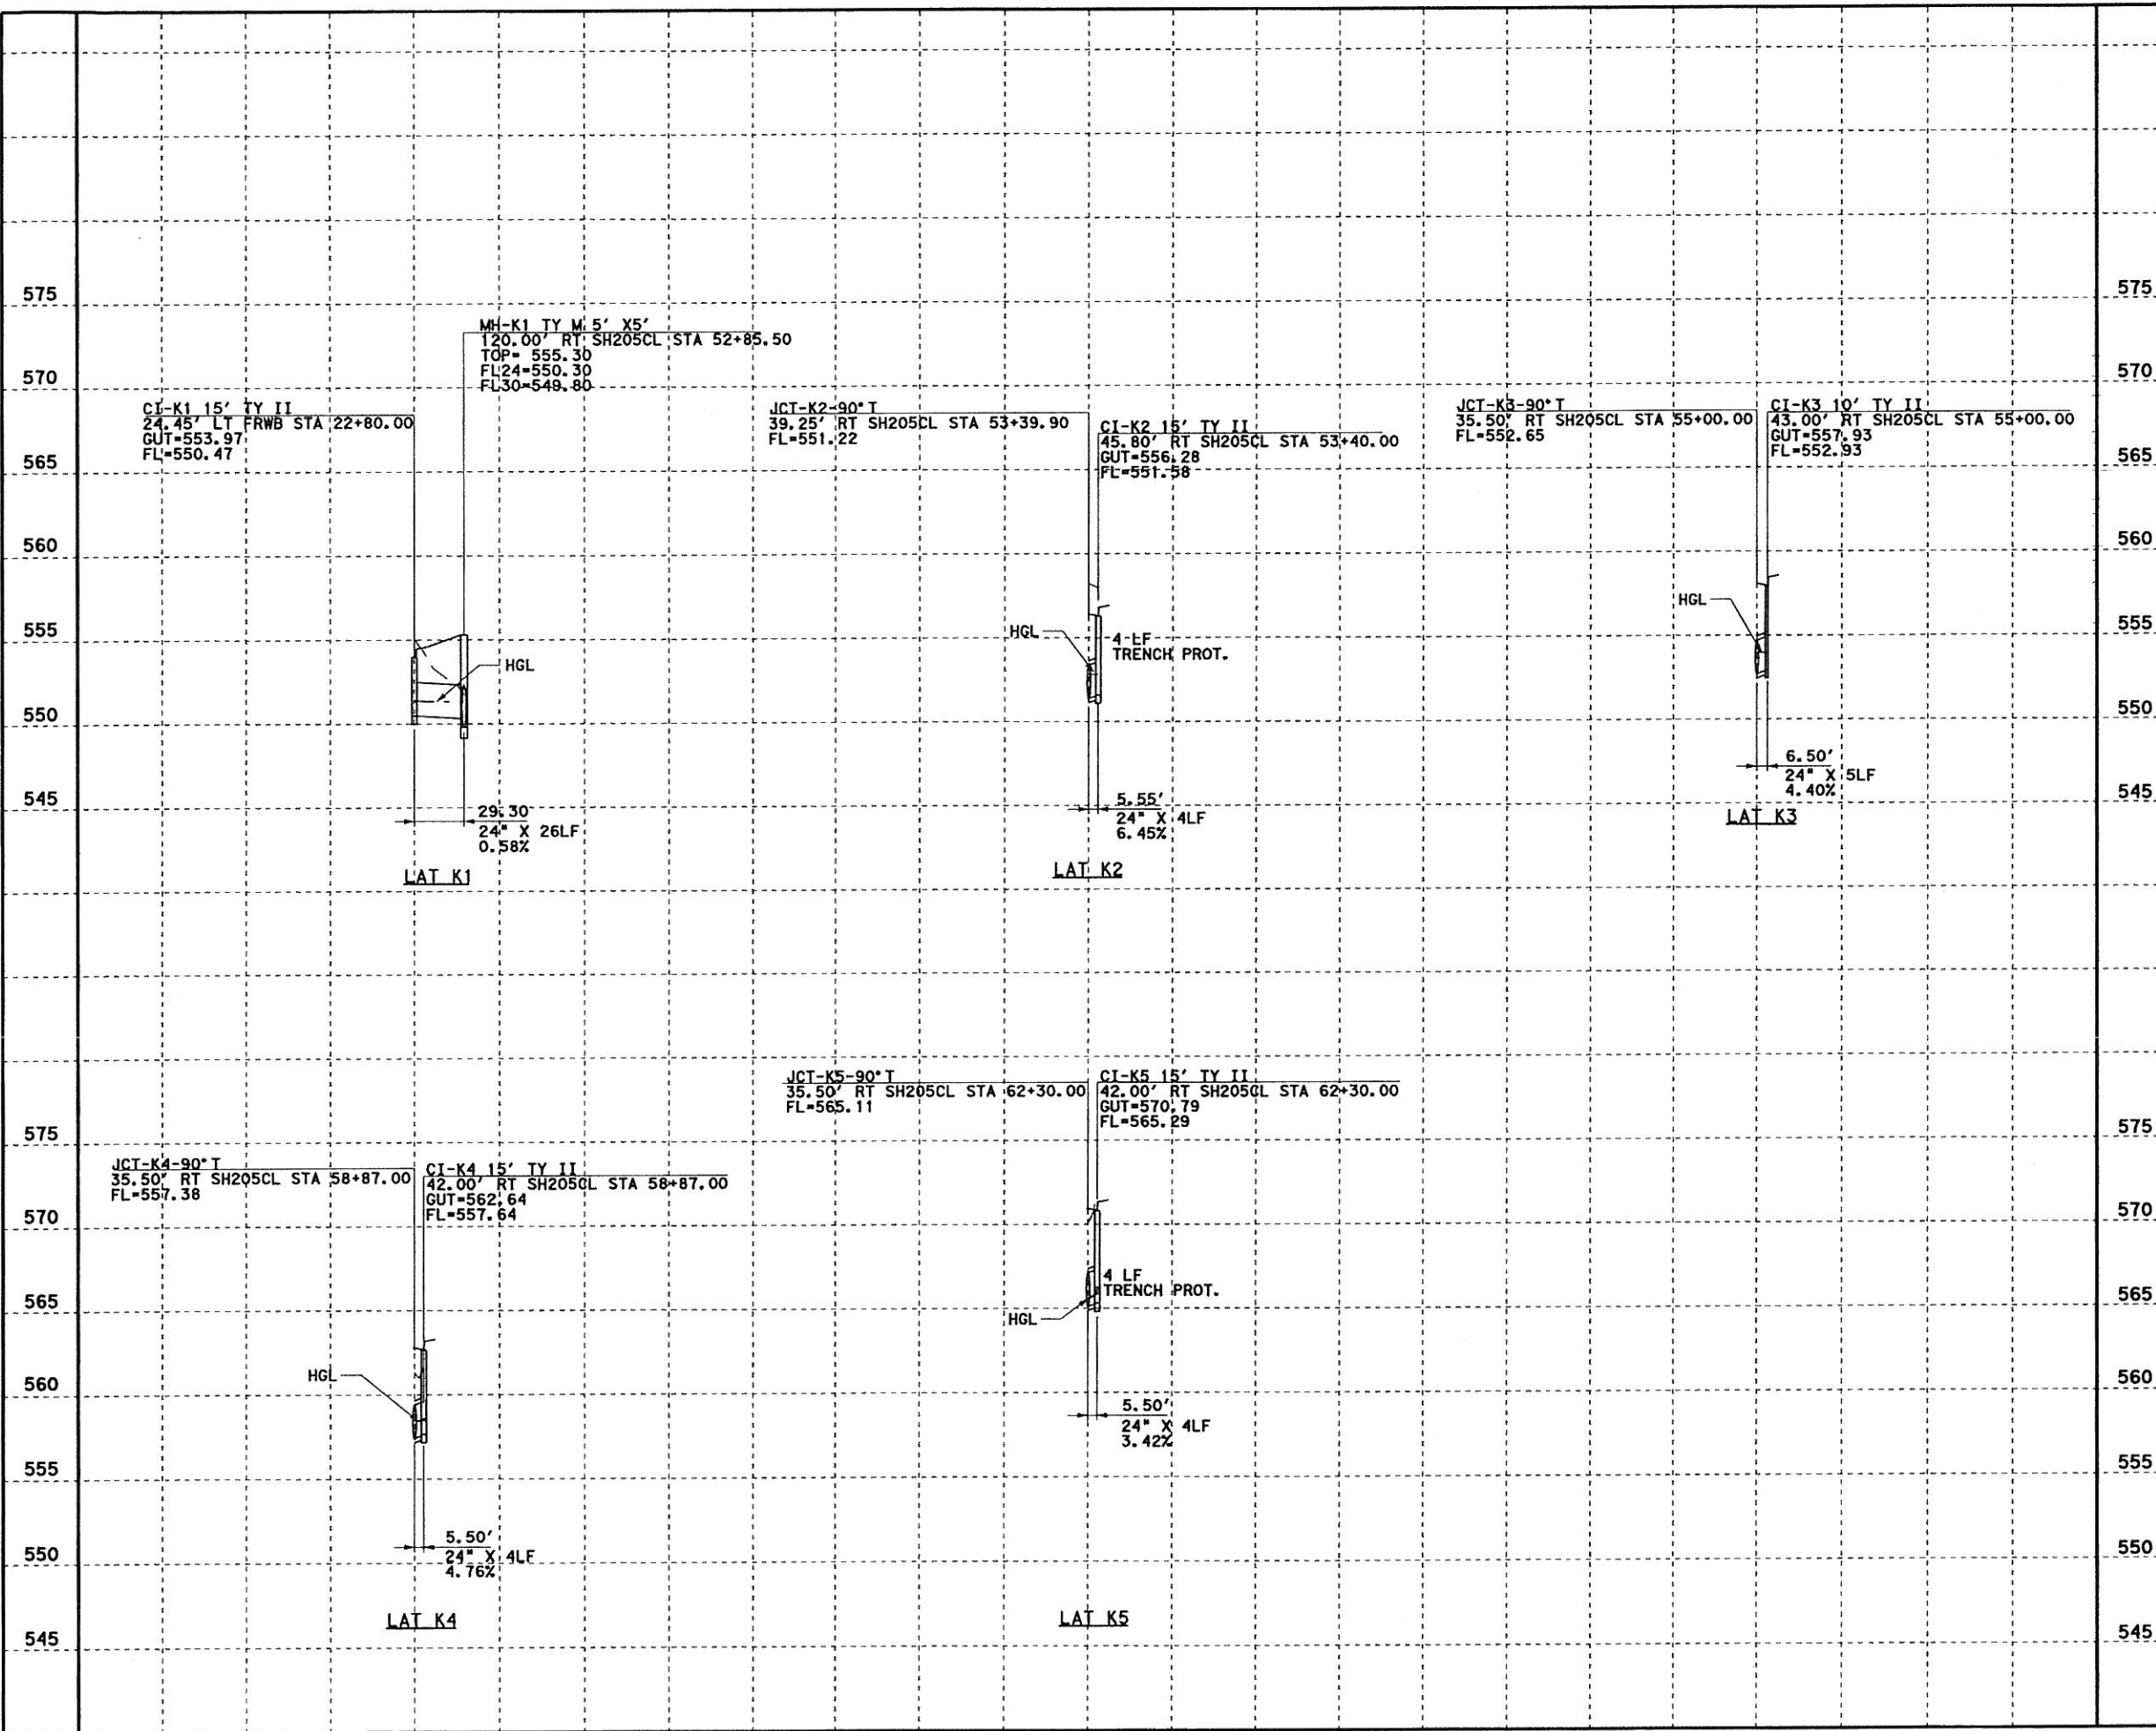 575
575
MH-K1 TY M 5' X5'
120.00' RT SH205CL STA 52+85.50
TOP= 555.30
FL24=550.30
FL30=549.80
570
570
CI-K1 15' TY II
24.45' LT FRWB STA 22+80.00
GUT=553.97
FL=550.47
JCT-K2-90°T
39.25' RT SH205CL STA 53+39.90
FL=551.22
CI-K2 15' TY II
45.80' RT SH205CL STA 53+40.00
GUT=556.28
FL=551.58
JCT-K3-90°T
35.50' RT SH205CL STA 55+00.00
FL=552.65
CI-K3 10' TY II
43.00' RT SH205CL STA 55+00.00
GUT=557.93
FL=552.93
565
565
560
560
HGL
555
HGL
4 LF
TRENCH PROT.
555
HGL
550
550
6.50'
24" X 5LF
4.40%
545
545
29.30
24" X 26LF
0.58%
5.55'
24" X 4LF
6.45%
LAT K3
LAT K1
LAT K2
JCT-K5-90°T
35.50' RT SH205CL STA 62+30.00
FL=565.11
CI-K5 15' TY II
42.00' RT SH205CL STA 62+30.00
GUT=570.79
FL=565.29
575
575
JCT-K4-90°T
35.50' RT SH205CL STA 58+87.00
FL=557.38
CI-K4 15' TY II
42.00' RT SH205CL STA 58+87.00
GUT=562.64
FL=557.64
570
570
4 LF
TRENCH PROT.
565
565
HGL
HGL
560
560
5.50'
24" X 4LF
3.42%
555
555
5.50'
24" X 4LF
4.76%
550
550
LAT K4
LAT K5
545
545